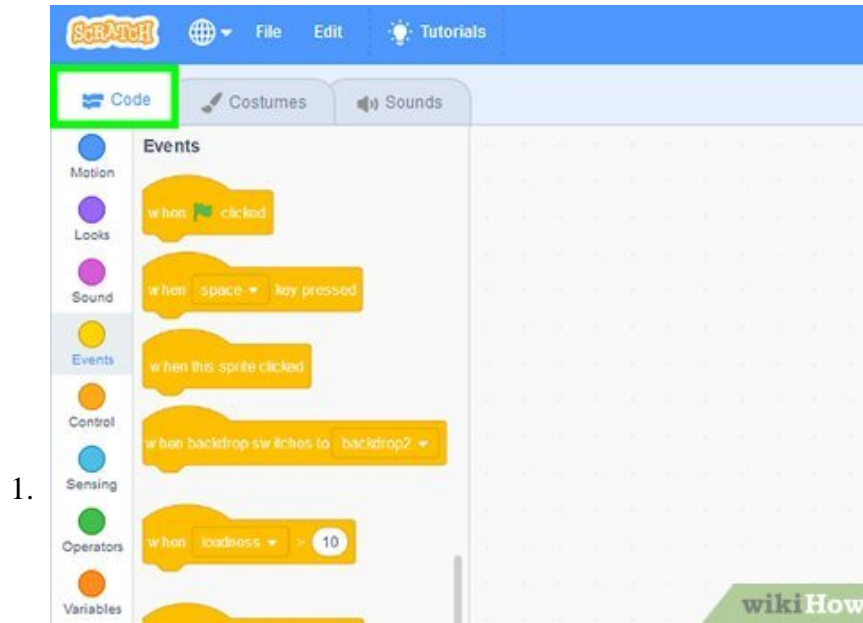 SCRATCH File Edit Tutorials
Code Costumes Sounds
Events
Motion
Looks
Sound
Events
Control
Sensing
Operators
Variables
when clicked
when space key pressed
when this sprite clicked
when backdrop switches to backdrop2
when loudness > 10
1.
wikiHow